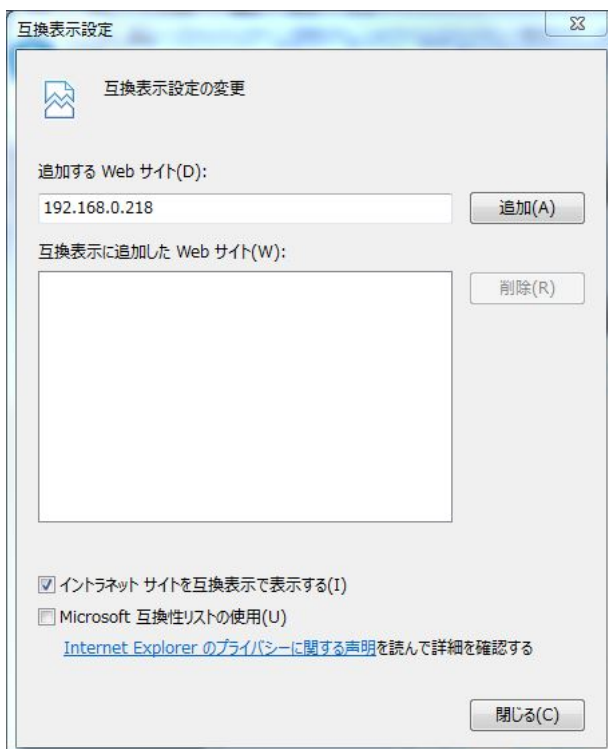 互換表示設定
互換表示設定の変更
追加する Web サイト(D):
192.168.0.218
追加(A)
互換表示に追加した Web サイト(W):
削除(R)
イントラネット サイトを互換表示で表示する(I)
Microsoft 互換性リストの使用(U)
Internet Explorer のプライバシーに関する声明を読んで詳細を確認する
閉じる(C)